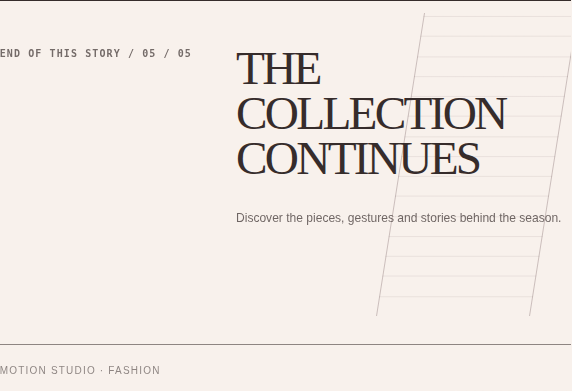 END OF THIS STORY / 05 / 05
THE
COLLECTION
CONTINUES
Discover the pieces, gestures and stories behind the season.
MOTION STUDIO · FASHION